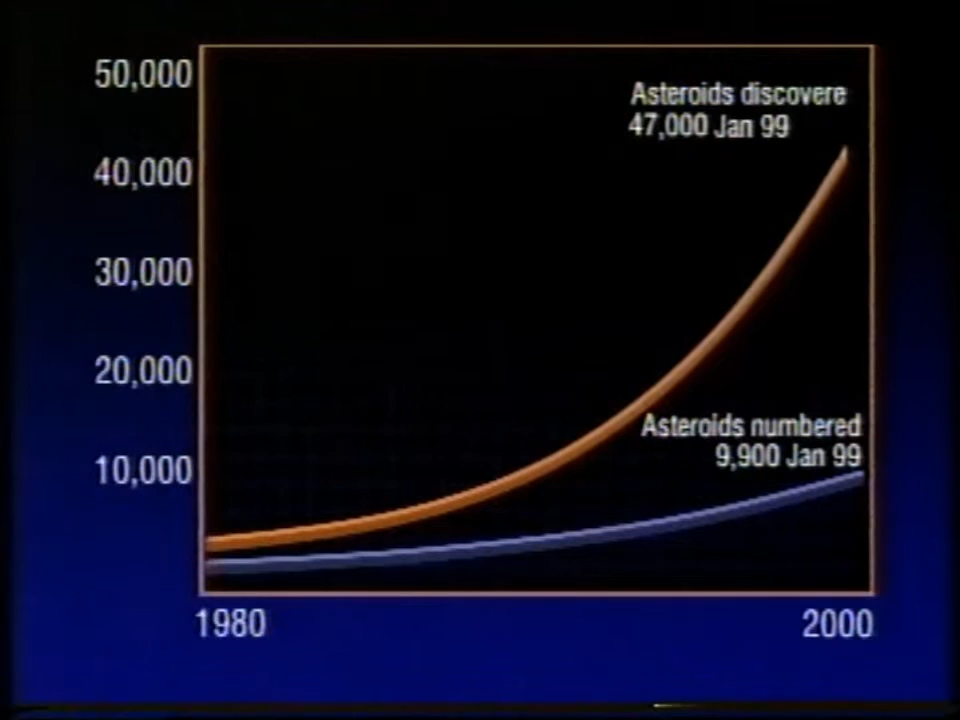 50,000
Asteroids discovere
47,000 Jan 99
40,000
30,000
20,000
Asteroids numbered
9,900 Jan 99
10,000
1980
2000